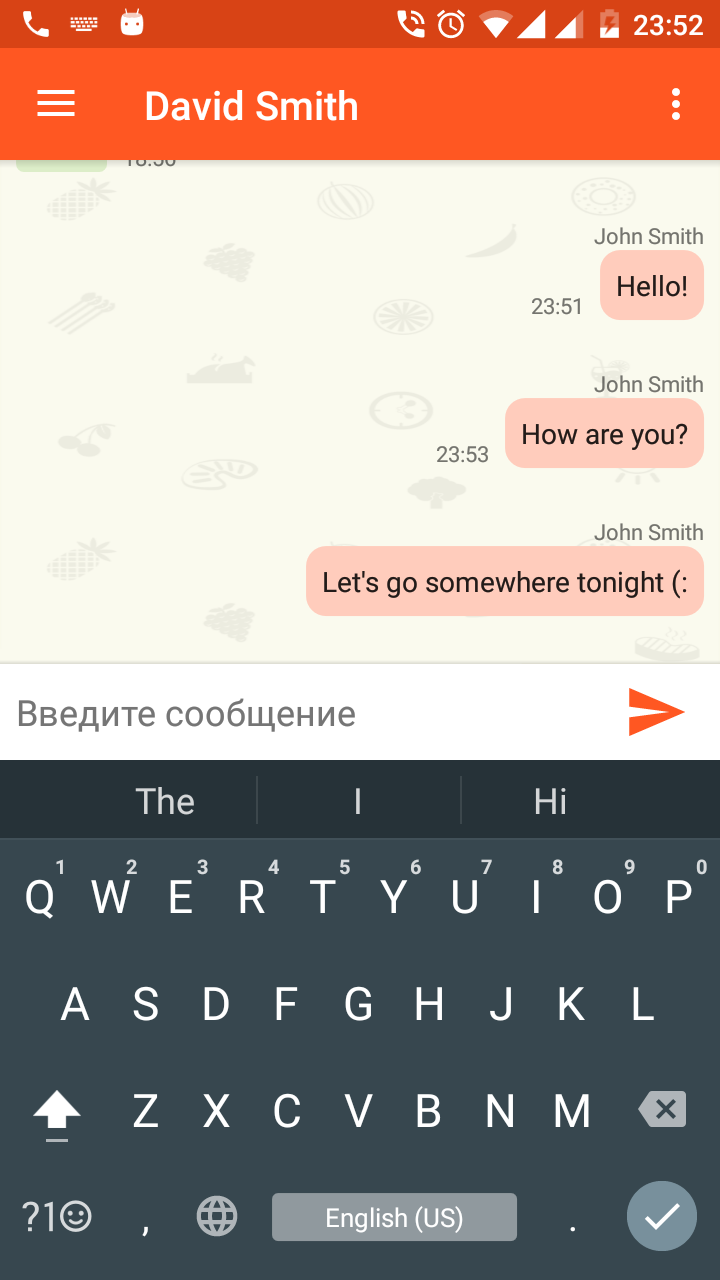 23:52
David Smith
John Smith
Hello!
23:51
John Smith
How are you?
23:53
John Smith
Let's go somewhere tonight (:
Введите сообщение
The I Hi
1 2 3 4 5 6 7 8 9 0
Q W E R T Y U I O P
A S D F G H J K L
Z X C V B N M
?1 , English (US) .